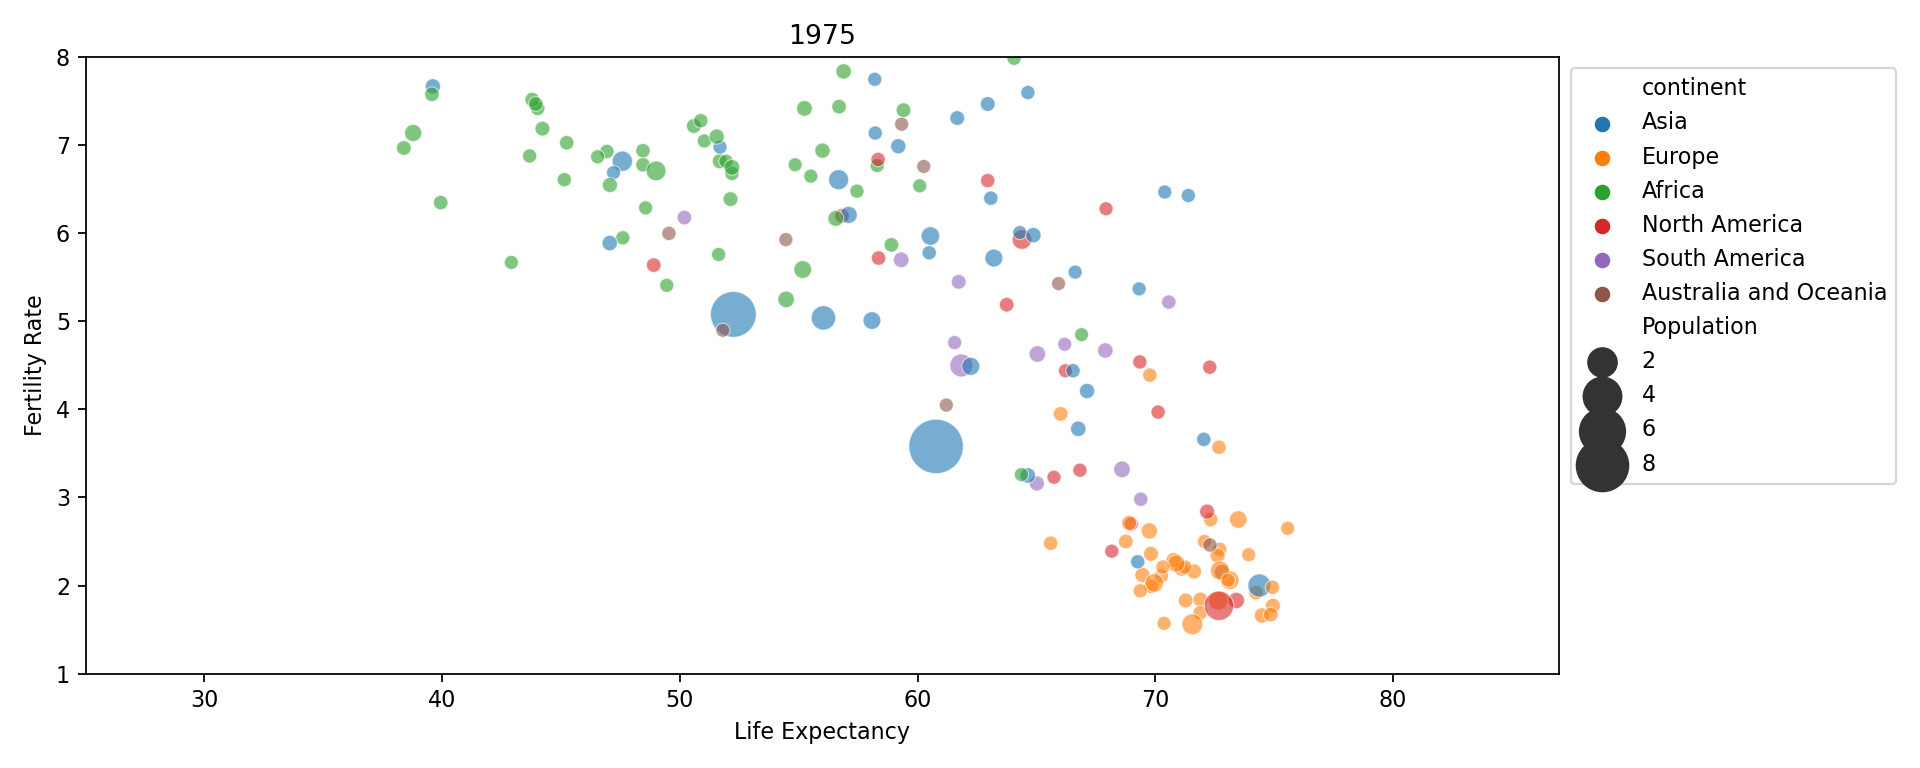 1975
8
7
6
5
4
3
2
1
Fertility Rate
30 40 50 60 70 80
Life Expectancy
continent
Asia
Europe
Africa
North America
South America
Australia and Oceania
Population
2
4
6
8